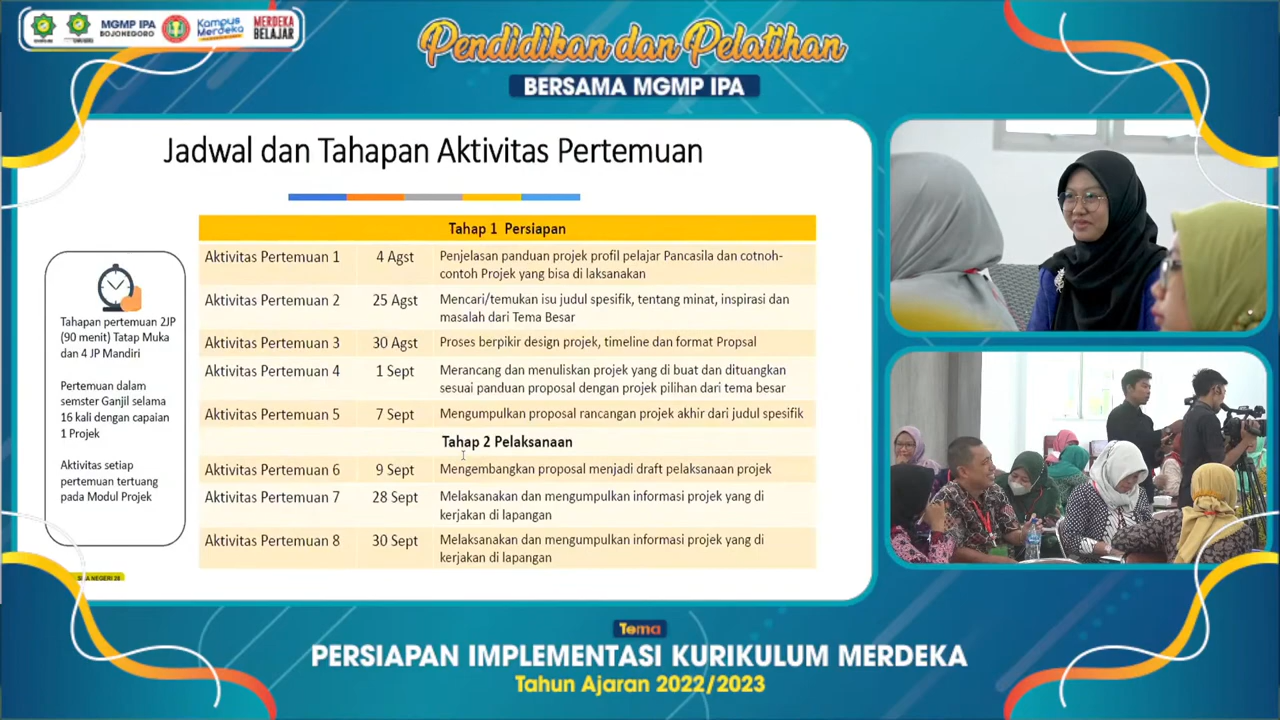 MGMP IPA
BOJONEGORO
Kampus
Merdeka
MERDEKA
BELAJAR
Pendidikan dan Pelatihan
BERSAMA MGMP IPA
Jadwal dan Tahapan Aktivitas Pertemuan
Tahapan pertemuan 2JP
(90 menit) Tatap Muka
dan 4 JP Mandiri
Pertemuan dalam
semster Ganjil selama
16 kali dengan capaian
1 Projek
Aktivitas setiap
pertemuan tertuang
pada Modul Projek
Tahap 1 Persiapan
Aktivitas Pertemuan 1 4 Agst Penjelasan panduan projek profil pelajar Pancasila dan cotnoh-
contoh Projek yang bisa di laksanakan
Aktivitas Pertemuan 2 25 Agst Mencari/temukan isu judul spesifik, tentang minat, inspirasi dan
masalah dari Tema Besar
Aktivitas Pertemuan 3 30 Agst Proses berpikir design projek, timeline dan format Propsal
Aktivitas Pertemuan 4 1 Sept Merancang dan menuliskan projek yang di buat dan dituangkan
sesuai panduan proposal dengan projek pilihan dari tema besar
Aktivitas Pertemuan 5 7 Sept Mengumpulkan proposal rancangan projek akhir dari judul spesifik
Tahap 2 Pelaksanaan
Aktivitas Pertemuan 6 9 Sept Mengembangkan proposal menjadi draft pelaksanaan projek
Aktivitas Pertemuan 7 28 Sept Melaksanakan dan mengumpulkan informasi projek yang di
kerjakan di lapangan
Aktivitas Pertemuan 8 30 Sept Melaksanakan dan mengumpulkan informasi projek yang di
kerjakan di lapangan
NEGERI 28
Tema
PERSIAPAN IMPLEMENTASI KURIKULUM MERDEKA
Tahun Ajaran 2022/2023